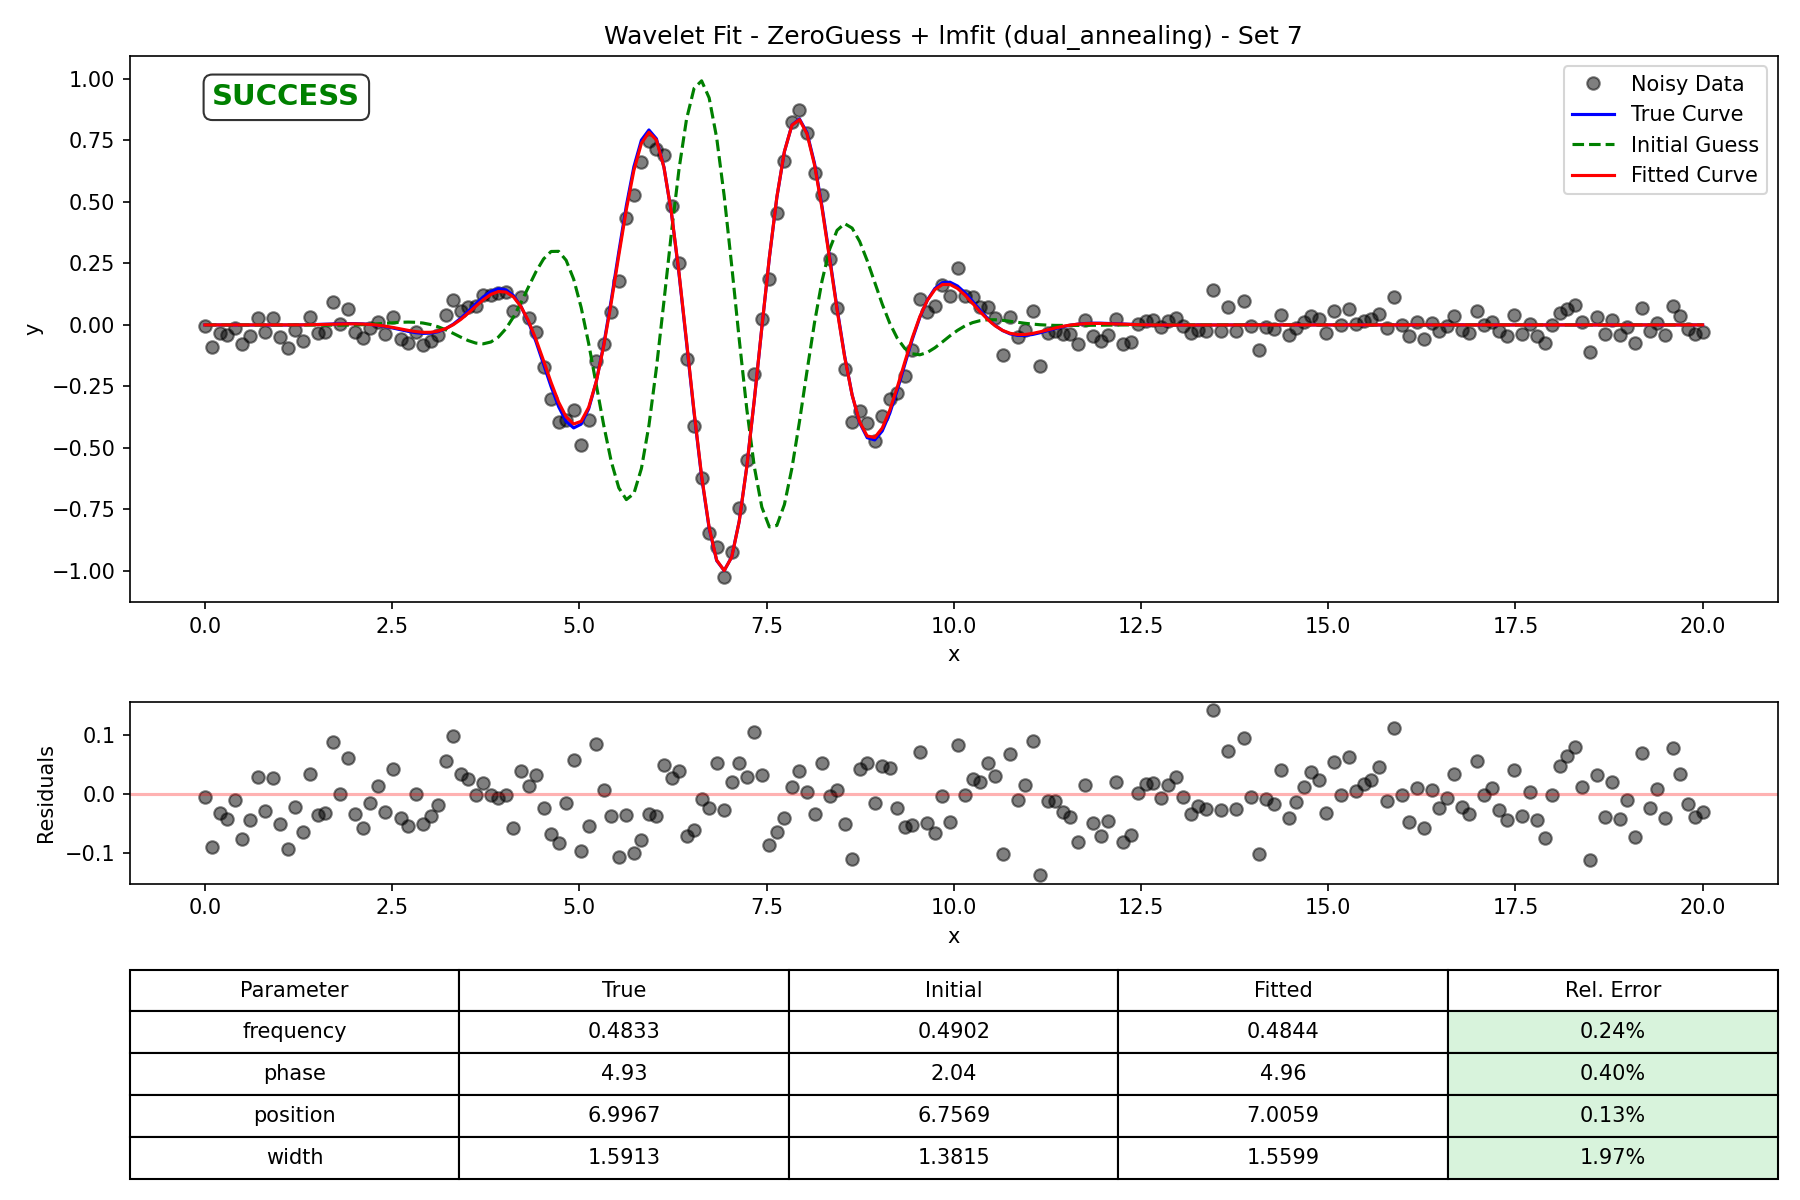 Wavelet Fit - ZeroGuess + lmfit (dual_annealing) - Set 7
SUCCESS
Noisy Data
True Curve
Initial Guess
Fitted Curve
1.00
0.75
0.50
0.25
0.00
−0.25
−0.50
−0.75
−1.00
y
0.0 2.5 5.0 7.5 10.0 12.5 15.0 17.5 20.0
x
0.1
0.0
−0.1
Residuals
0.0 2.5 5.0 7.5 10.0 12.5 15.0 17.5 20.0
x
Parameter True Initial Fitted Rel. Error
frequency 0.4833 0.4902 0.4844 0.24%
phase 4.93 2.04 4.96 0.40%
position 6.9967 6.7569 7.0059 0.13%
width 1.5913 1.3815 1.5599 1.97%